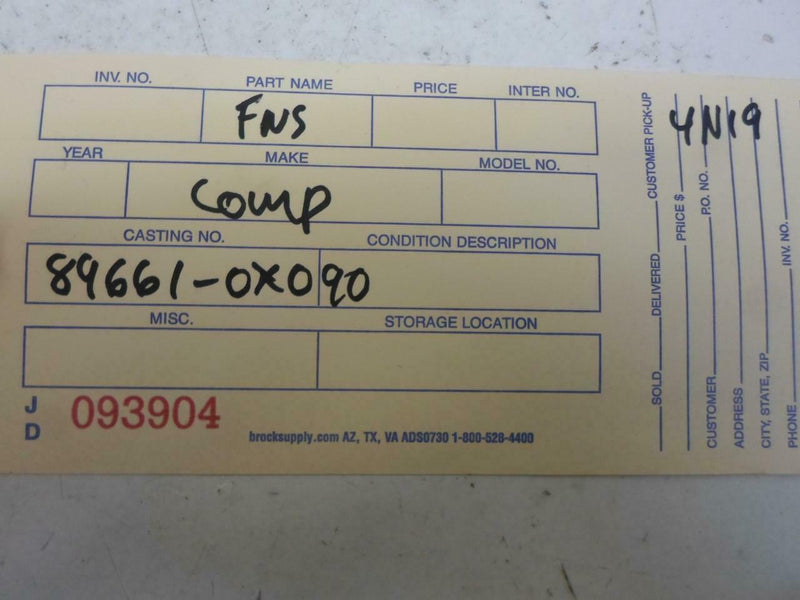 INV. NO. PART NAME PRICE INTER NO.
FNS
YEAR MAKE MODEL NO.
Comp
CASTING NO. CONDITION DESCRIPTION
89661-0X090
MISC. STORAGE LOCATION
J
D
093904
brocksupply.com AZ, TX, VA ADS0730 1-800-528-4400
SOLD DELIVERED CUSTOMER PICK-UP
PRICE $
CUSTOMER P.O. NO.
ADDRESS
CITY, STATE, ZIP
PHONE INV. NO.
4N19